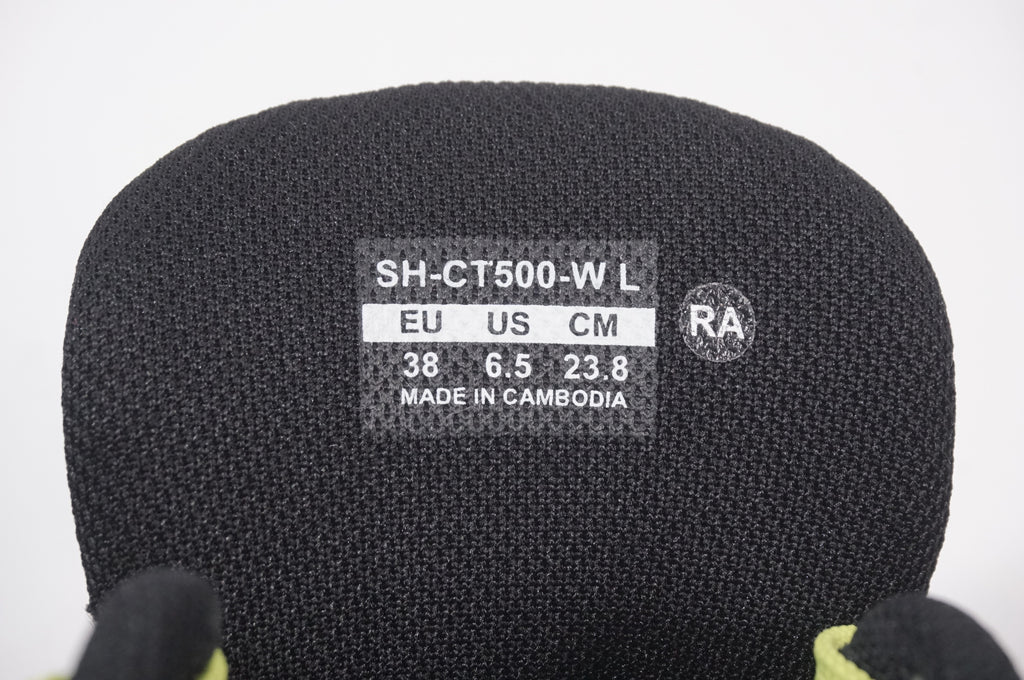 SH-CT500-W L
EU US CM
38 6.5 23.8
MADE IN CAMBODIA
RA